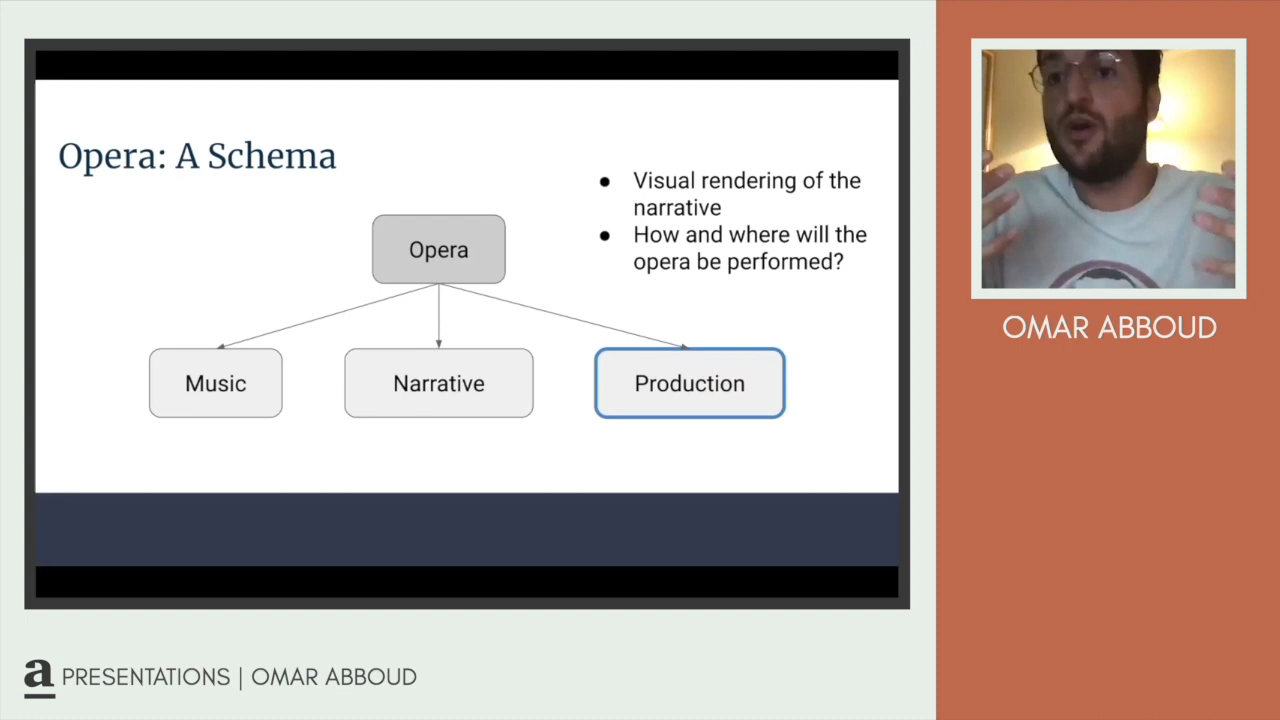 Opera: A Schema
● Visual rendering of the
narrative
● How and where will the
opera be performed?
Opera
Music
Narrative
Production
OMAR ABBOUD
a PRESENTATIONS | OMAR ABBOUD